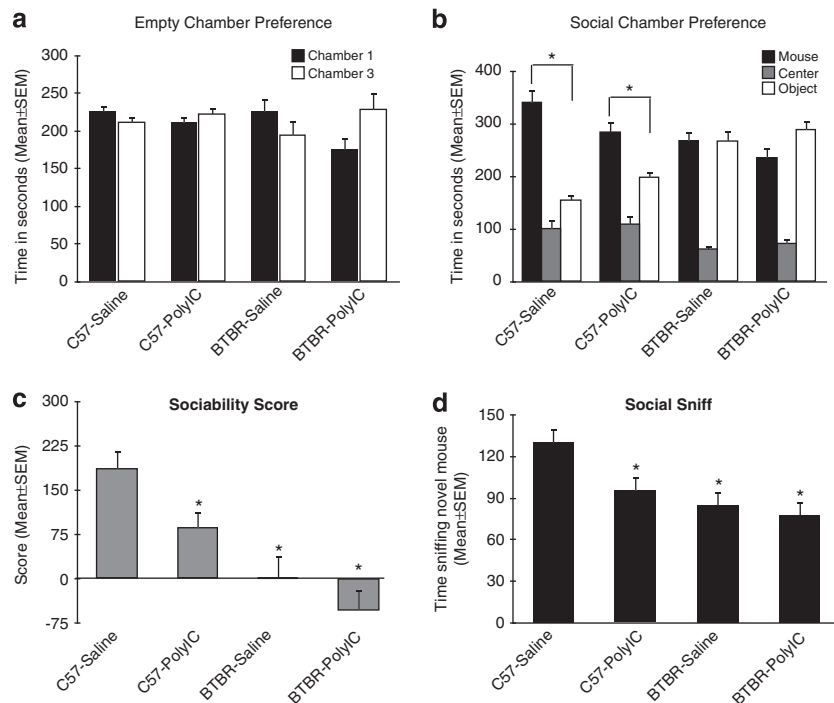 a
Empty Chamber Preference
Time in seconds (Mean±SEM)
300
250
200
150
100
50
0
Chamber 1
Chamber 3
C57-Saline
C57-PolyIC
BTBR-Saline
BTBR-PolyIC
b
Social Chamber Preference
Time in seconds (Mean±SEM)
400
300
200
100
0
Mouse
Center
Object
*
*
C57-Saline
C57-PolyIC
BTBR-Saline
BTBR-PolyIC
c
Sociability Score
Score (Mean±SEM)
300
225
150
75
0
-75
*
*
*
C57-Saline
C57-PolyIC
BTBR-Saline
BTBR-PolyIC
d
Social Sniff
Time sniffing novel mouse
(Mean±SEM)
150
120
90
60
30
0
*
*
*
C57-Saline
C57-PolyIC
BTBR-Saline
BTBR-PolyIC